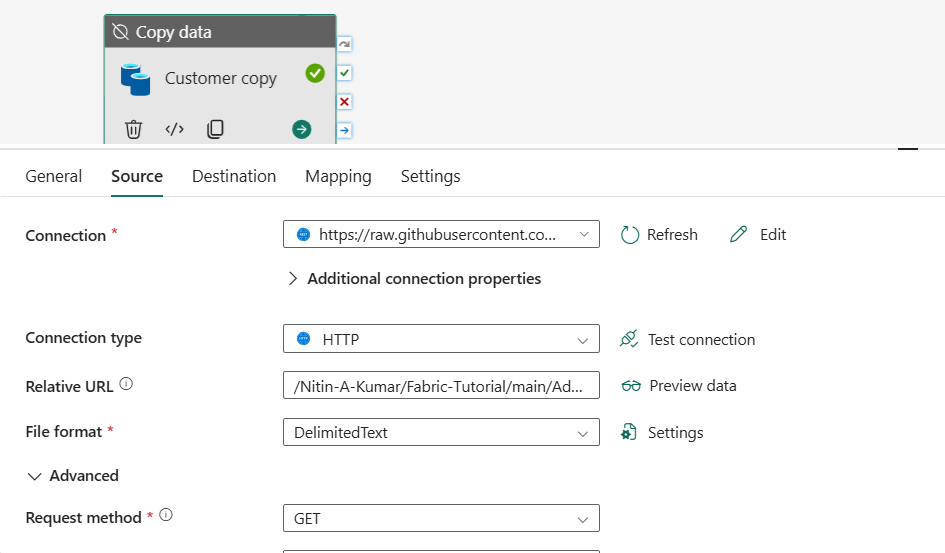 Copy data
Customer copy
General Source Destination Mapping Settings
Connection * https://raw.githubusercontent.co... Refresh Edit
Additional connection properties
Connection type HTTP Test connection
Relative URL /Nitin-A-Kumar/Fabric-Tutorial/main/Ad... Preview data
File format * DelimitedText Settings
Advanced
Request method * GET